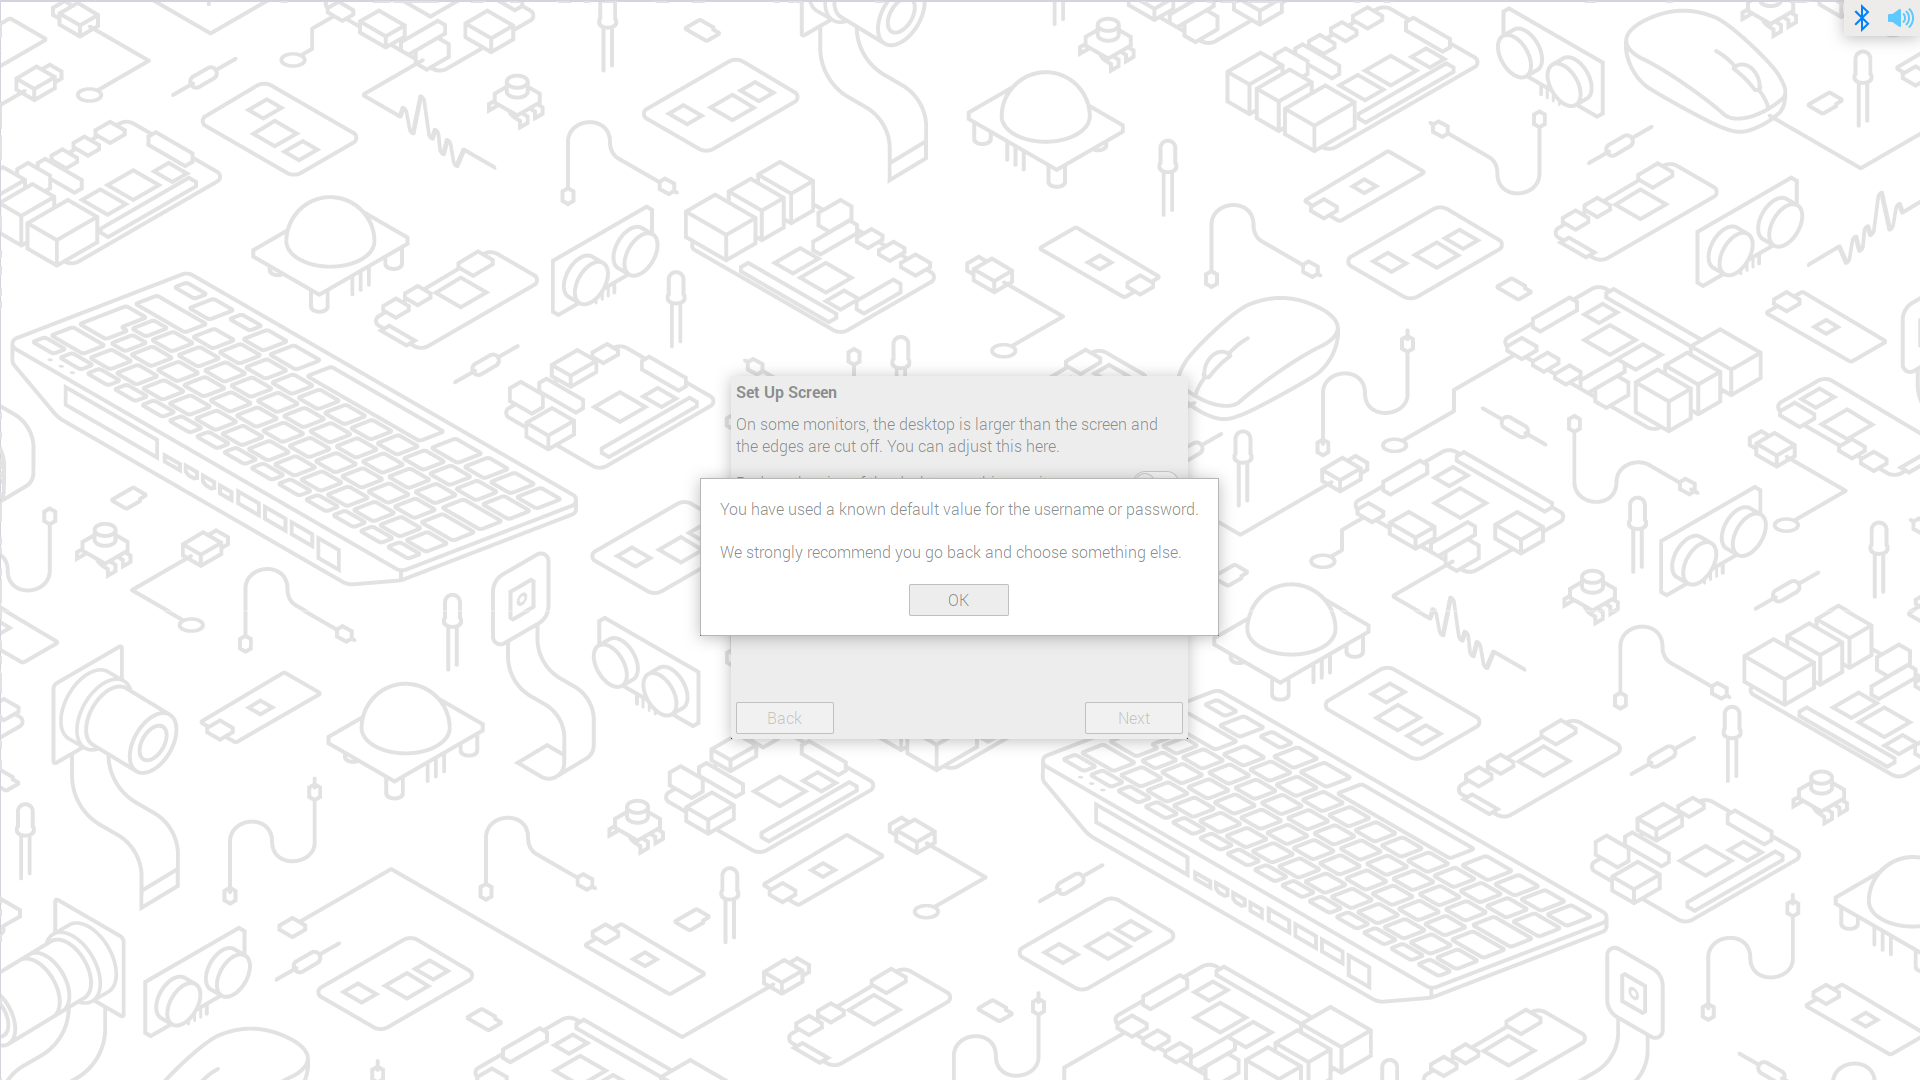 Set Up Screen
On some monitors, the desktop is larger than the screen and
the edges are cut off. You can adjust this here.
You have used a known default value for the username or password.
We strongly recommend you go back and choose something else.
OK
Back
Next